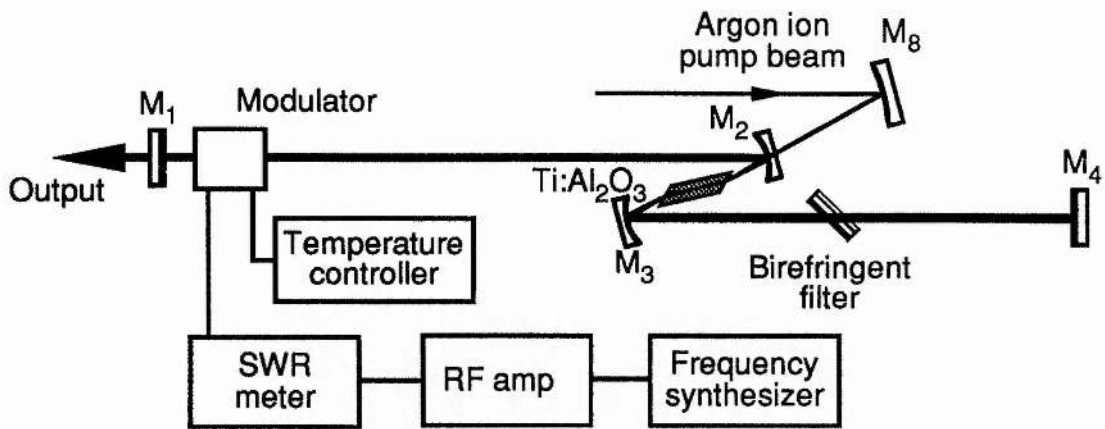 Argon ion
pump beam
M8
M1
Modulator
M2
Ti:Al2O3
M4
Output
M3
Temperature
controller
Birefringent
filter
SWR
meter
RF amp
Frequency
synthesizer